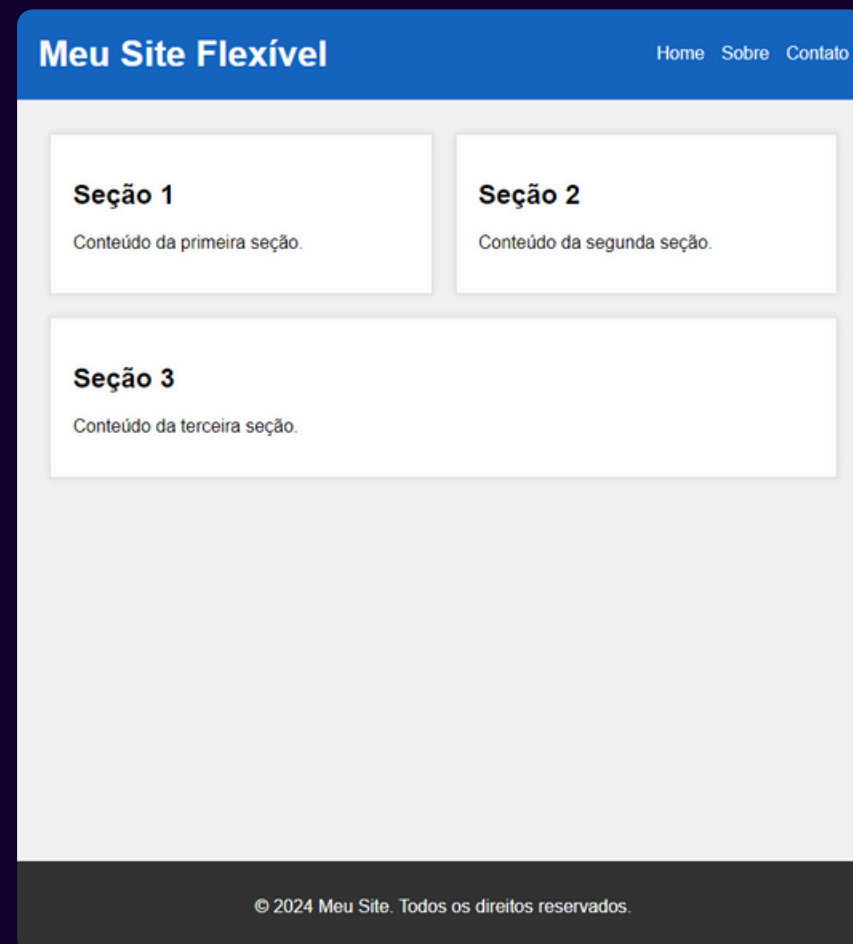 Meu Site Flexível
Home Sobre Contato
Seção 1
Conteúdo da primeira seção.
Seção 2
Conteúdo da segunda seção.
Seção 3
Conteúdo da terceira seção.
© 2024 Meu Site. Todos os direitos reservados.